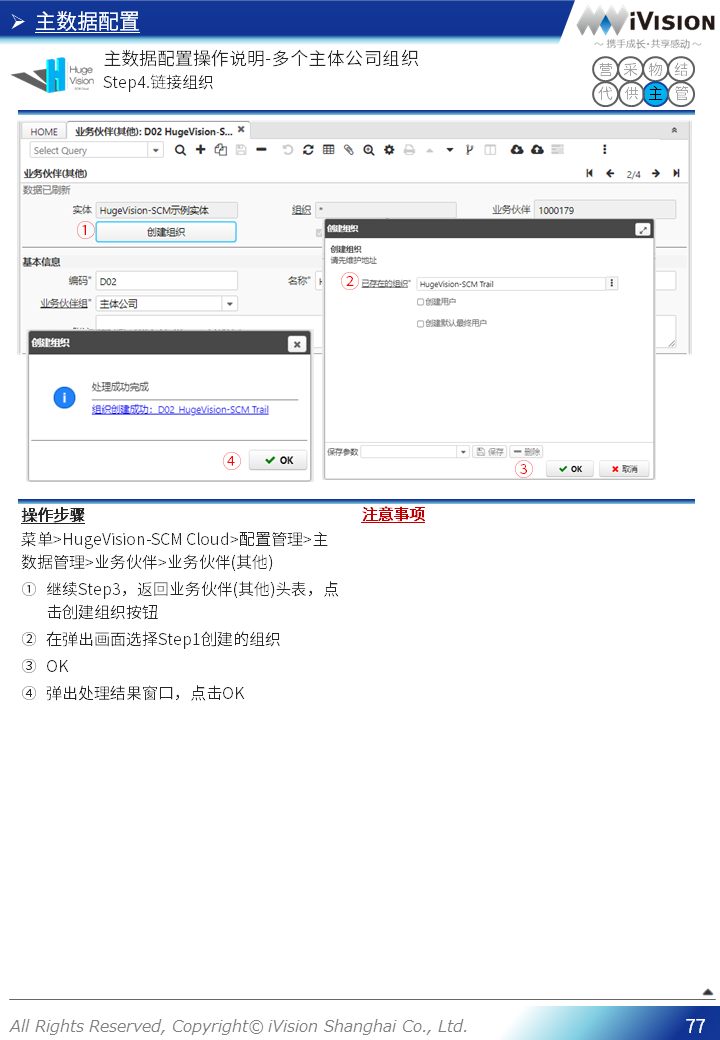 主数据配置
iVision
～ 携手成长·共享感动 ～
Huge
Vision
主数据配置操作说明-多个主体公司组织
Step4.链接组织
营 采 物 结
代 供 主 管
HOME 业务伙伴(其他): D02 HugeVision-S...
Select Query
业务伙伴(其他) 2/4
数据已刷新
实体 HugeVision-SCM示例实体 组织 * 业务伙伴 1000179
① 创建组织
基本信息
编码* D02 名称*
业务伙伴组* 主体公司
创建组织
创建组织
请先维护地址
② 已存在的组织* HugeVision-SCM Trail
创建用户
创建默认最终用户
保存参数 保存 删除
③ OK 取消
创建组织
处理成功完成
组织创建成功：D02_HugeVision-SCM Trail
④ OK
操作步骤
菜单>HugeVision-SCM Cloud>配置管理>主
数据管理>业务伙伴>业务伙伴(其他)
① 继续Step3，返回业务伙伴(其他)头表，点
击创建组织按钮
② 在弹出画面选择Step1创建的组织
③ OK
④ 弹出处理结果窗口，点击OK
注意事项
All Rights Reserved, Copyright© iVision Shanghai Co., Ltd.
77